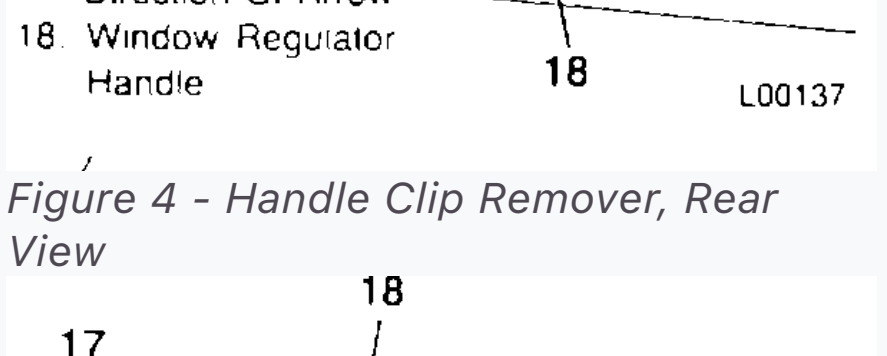 18. Window Regulator
Handle
18
L00137
Figure 4 - Handle Clip Remover, Rear
View
18
17